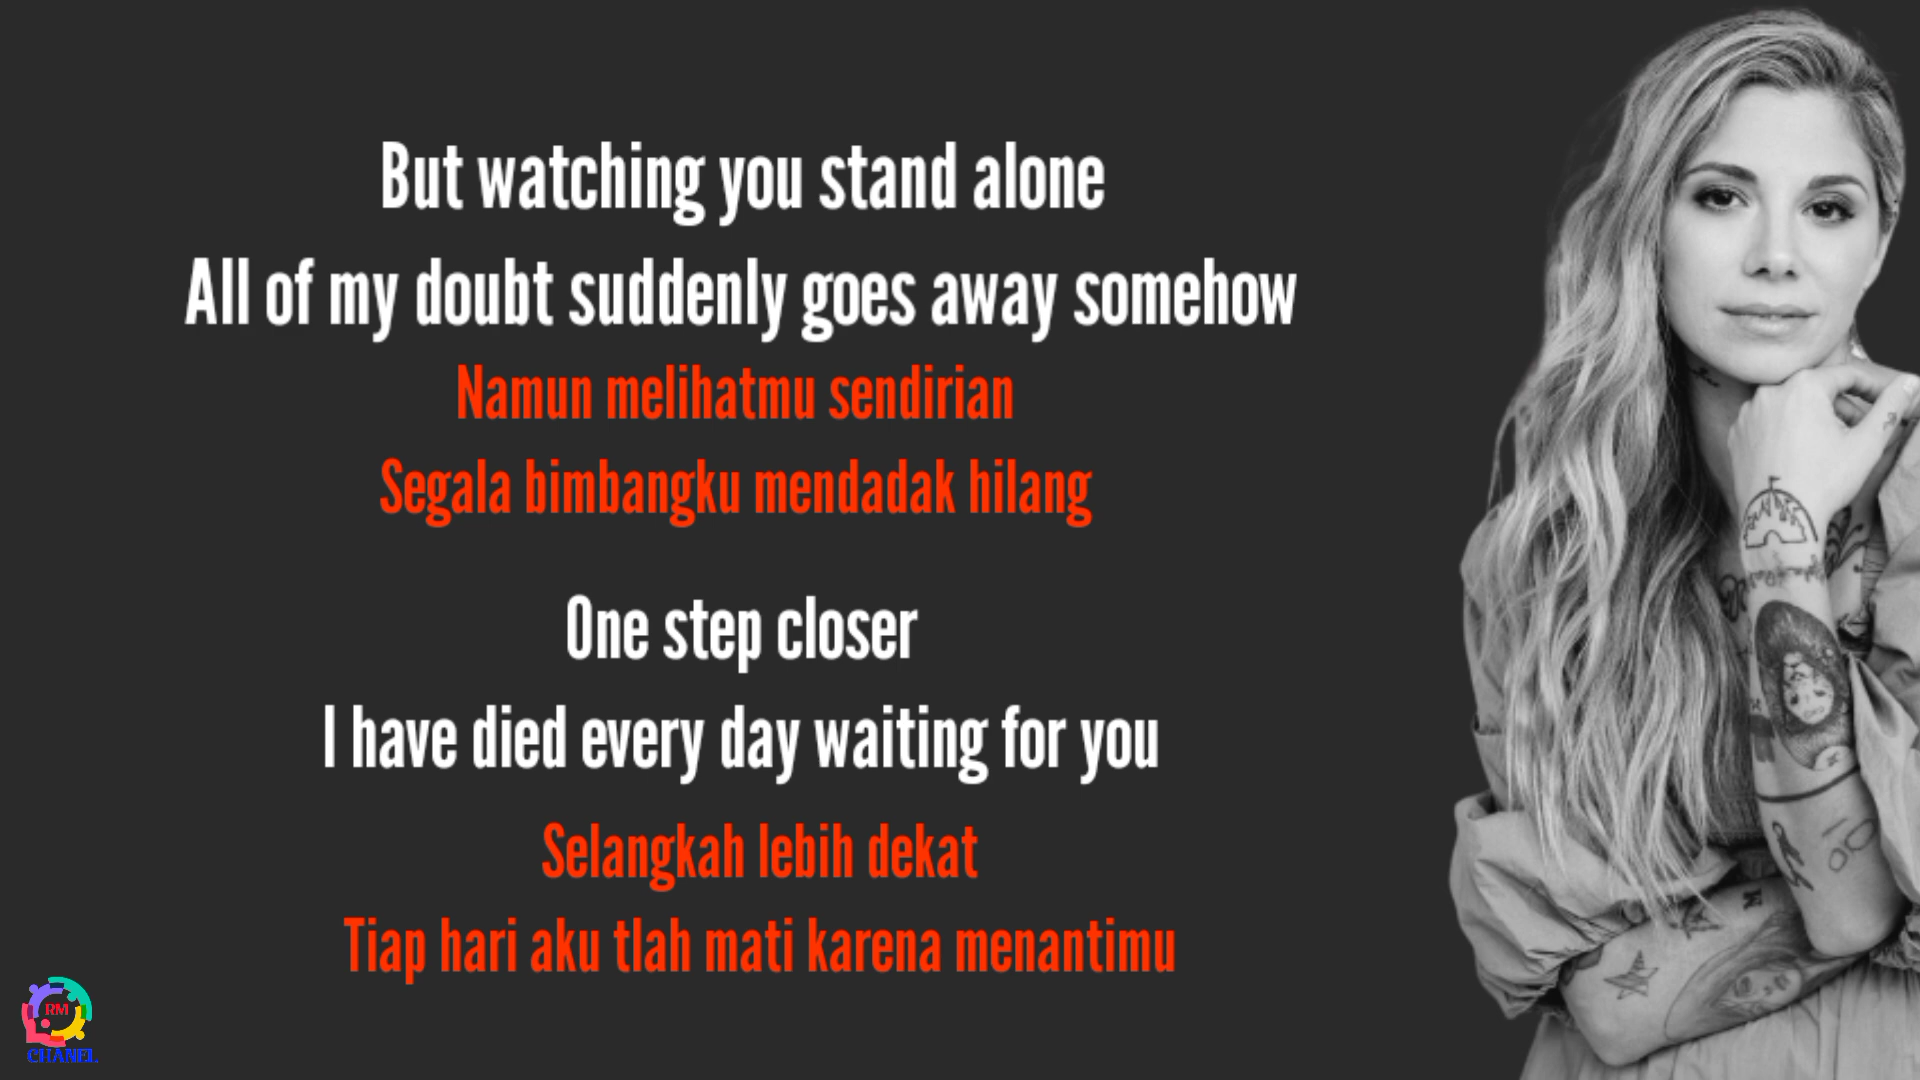 But watching you stand alone
All of my doubt suddenly goes away somehow
Namun melihatmu sendirian
Segala bimbangku mendadak hilang
One step closer
I have died every day waiting for you
Selangkah lebih dekat
Tiap hari aku tlah mati karena menantimu
RM
CHANEL